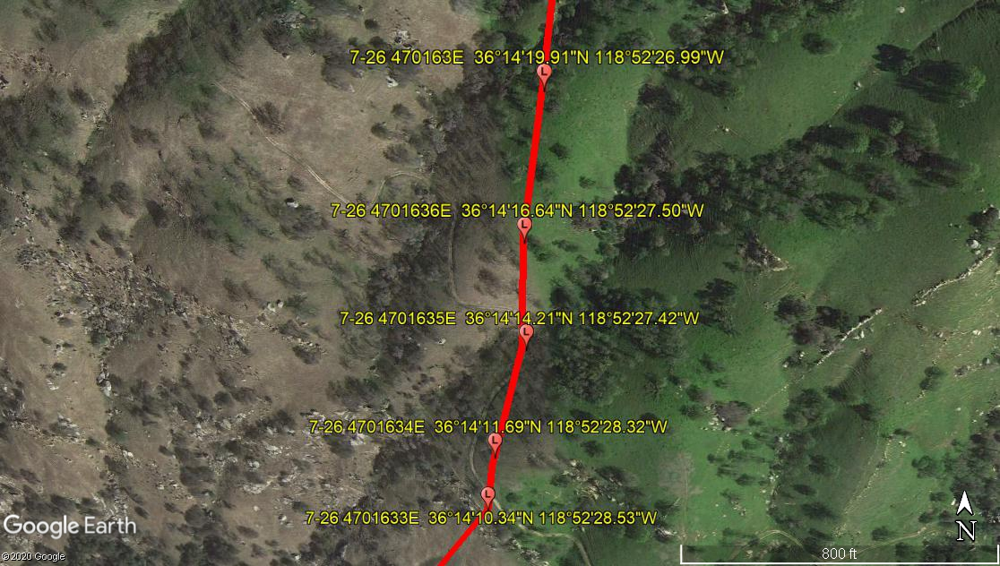 7-26 470163E 36°14'19.91"N 118°52'26.99"W
L
7-26 4701636E 36°14'16.64"N 118°52'27.50"W
L
7-26 4701635E 36°14'14.21"N 118°52'27.42"W
L
7-26 4701634E 36°14'11.69"N 118°52'28.32"W
L
L
7-26 4701633E 36°14'10.34"N 118°52'28.53"W
Google Earth
N
©2020 Google
800 ft